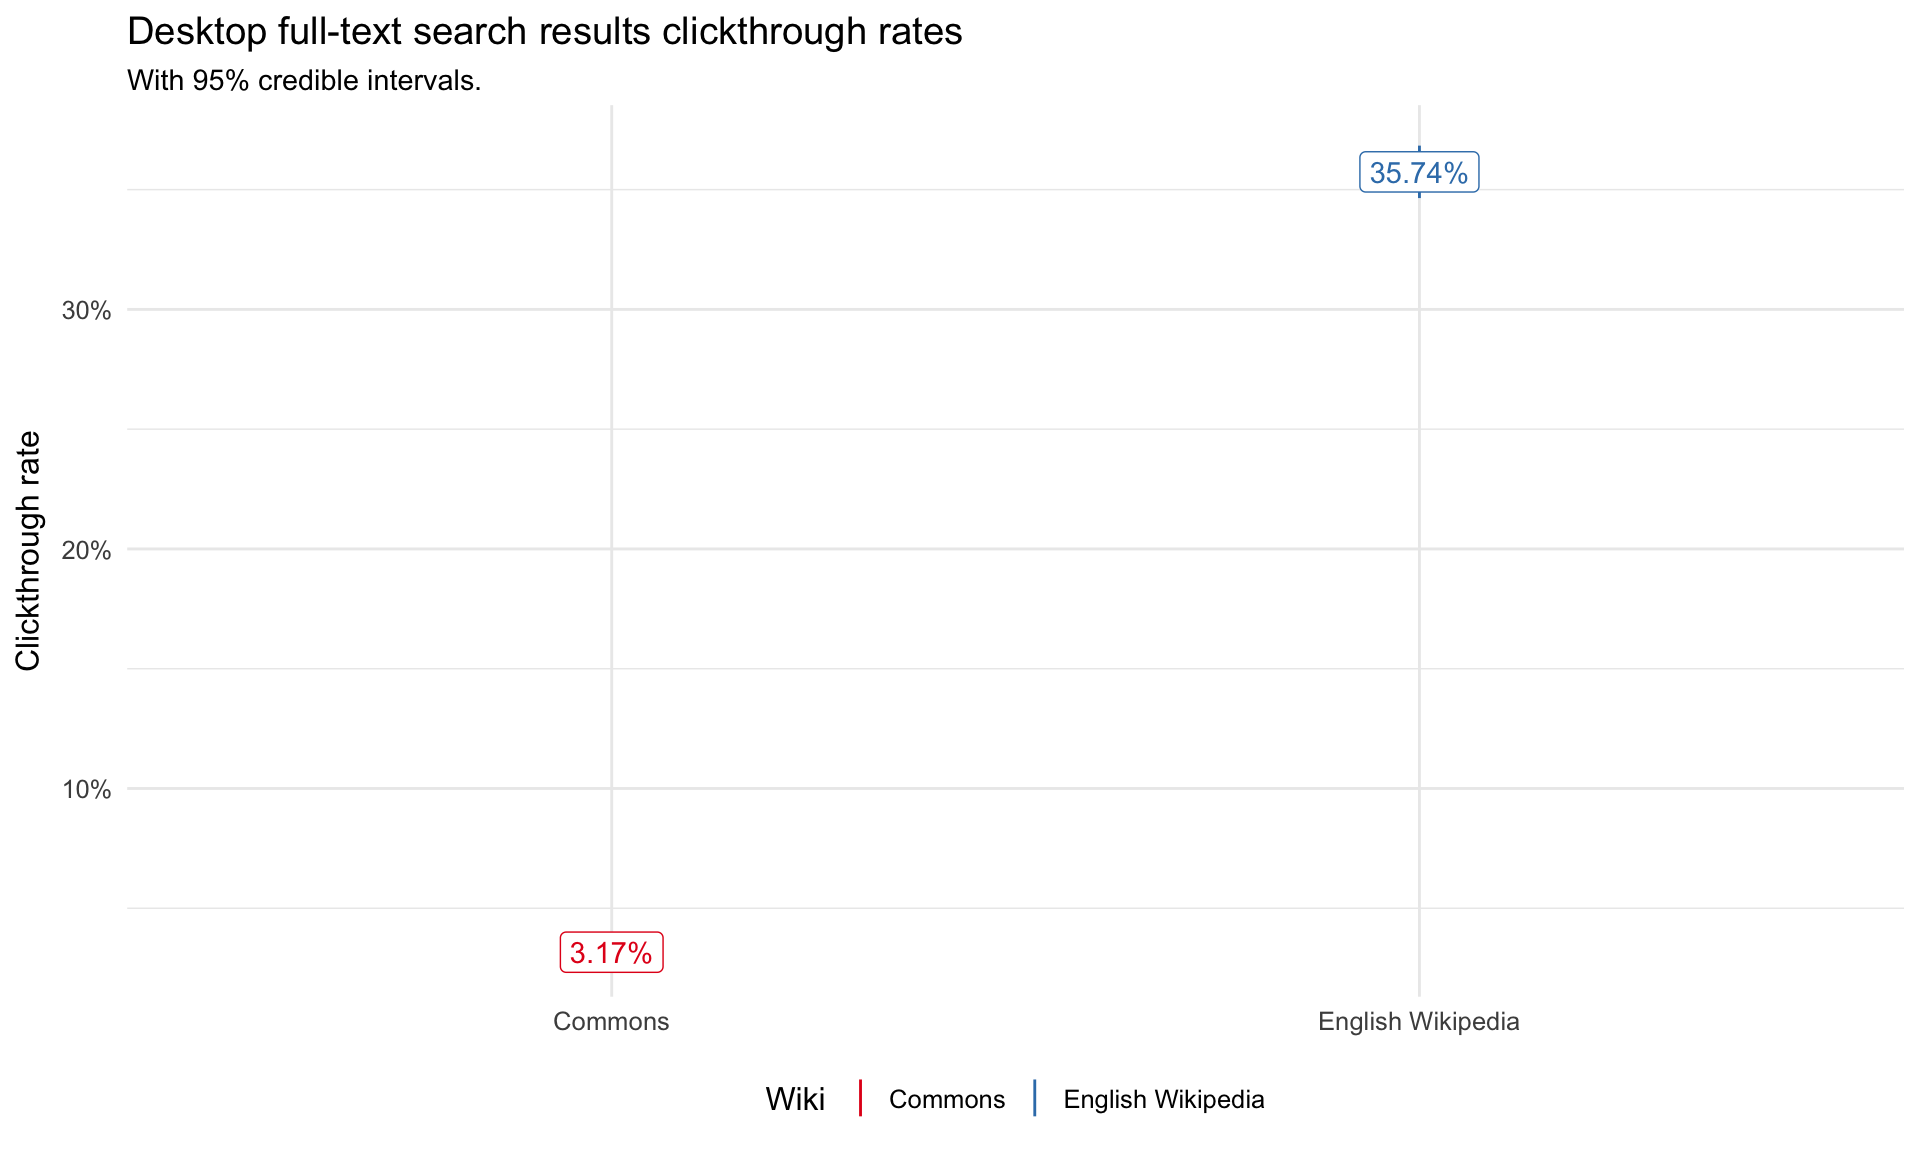 Desktop full-text search results clickthrough rates
With 95% credible intervals.
35.74%
30%
20%
10%
Clickthrough rate
3.17%
Commons English Wikipedia
Wiki Commons English Wikipedia